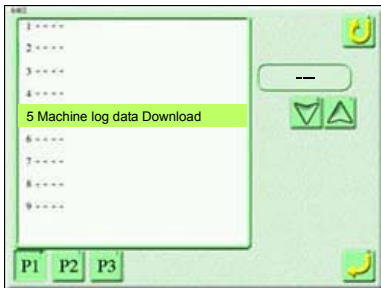 1 - - - -
2 - - - -
3 - - - -
4 - - - -
5 Machine log data Download
6 - - - -
7 - - - -
8 - - - -
9 - - - -
---
P1 P2 P3